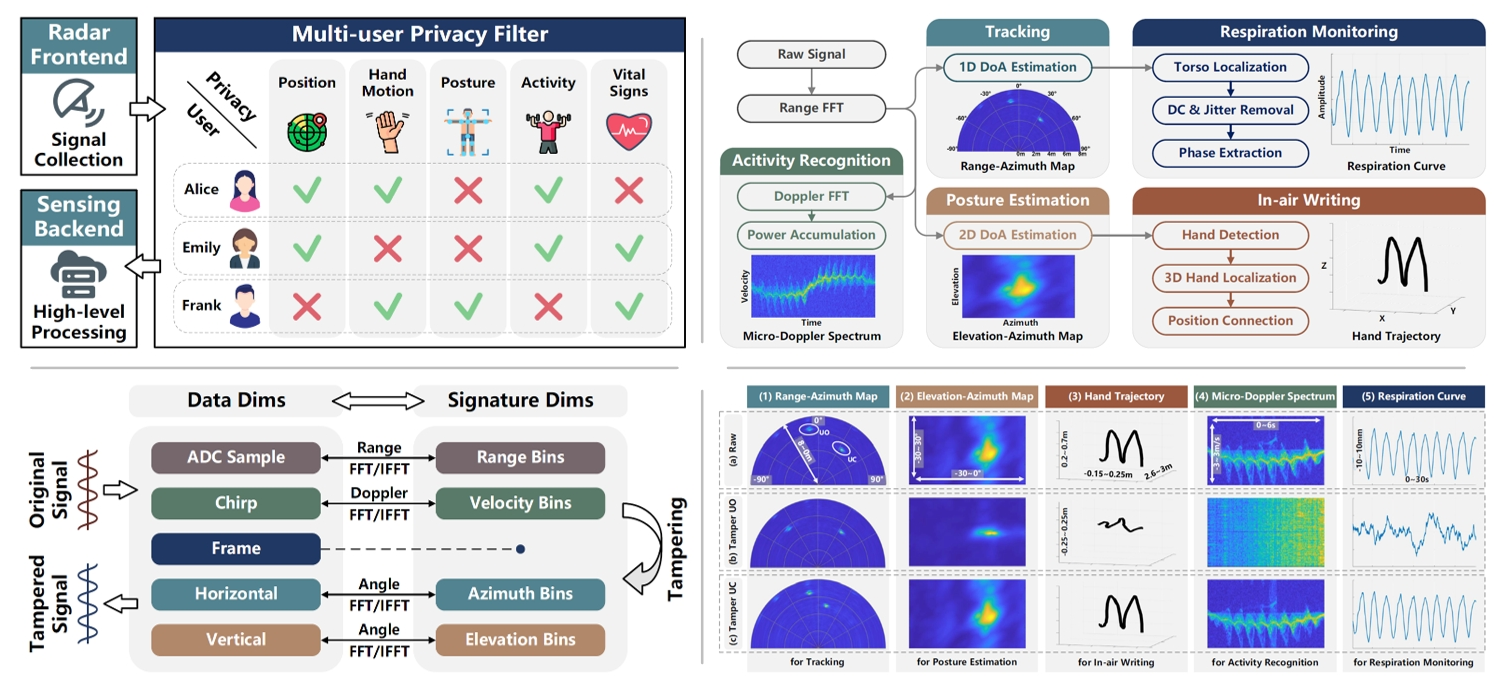 Radar
Frontend
Signal
Collection
Sensing
Backend
High-level
Processing
Multi-user Privacy Filter
Privacy
User
Position
Hand
Motion
Posture
Activity
Vital
Signs
Alice
Emily
Frank
Raw Signal
Range FFT
Acitivity Recognition
Doppler FFT
Power Accumulation
Velocity
Time
Micro-Doppler Spectrum
Tracking
1D DoA Estimation
-90°
-60°
-30°
0°
30°
60°
90°
0m 2m 4m 6m 8m
Range-Azimuth Map
Posture Estimation
2D DoA Estimation
Elevation
Azimuth
Elevation-Azimuth Map
Respiration Monitoring
Torso Localization
DC & Jitter Removal
Phase Extraction
Amplitude
Time
Respiration Curve
In-air Writing
Hand Detection
3D Hand Localization
Position Connection
Z
X
Y
Hand Trajectory
Data Dims
Signature Dims
Original
Signal
Tampered
Signal
ADC Sample
Range
FFT/IFFT
Range Bins
Chirp
Doppler
FFT/IFFT
Velocity Bins
Frame
Horizontal
Angle
FFT/IFFT
Azimuth Bins
Vertical
Angle
FFT/IFFT
Elevation Bins
Tampering
(1) Range-Azimuth Map
(2) Elevation-Azimuth Map
(3) Hand Trajectory
(4) Micro-Doppler Spectrum
(5) Respiration Curve
(a) Raw
0°
UO
UC
8~0m
-90°
90°
-30~30°
-30~0°
0.2~0.7m
-0.15~0.25m
2.6~3m
0~6s
-3~3m/s
-10~10mm
0~30s
(b) Tamper UO
-0.25~0.25m
(c) Tamper UC
for Tracking
for Posture Estimation
for In-air Writing
for Activity Recognition
for Respiration Monitoring